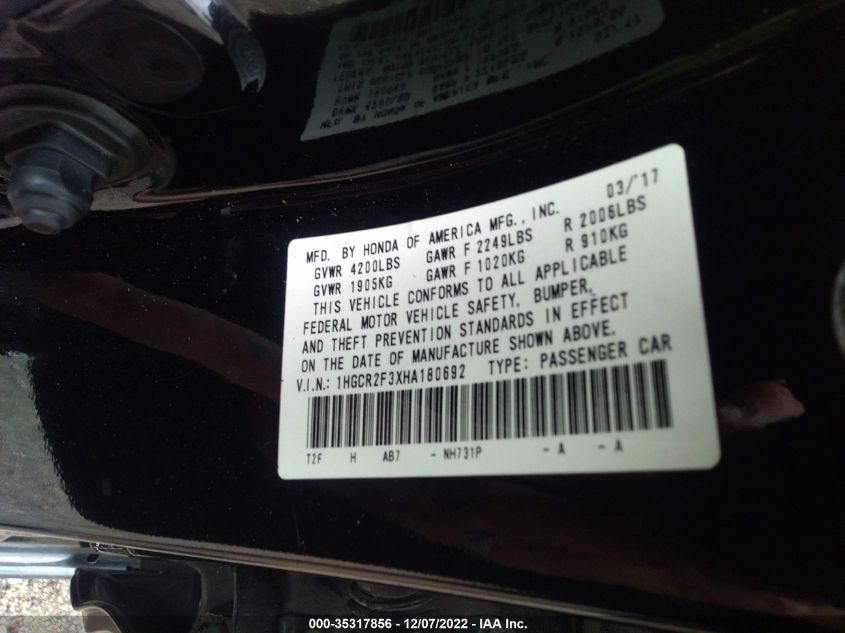 03/'17
MFD. BY HONDA OF AMERICA MFG., INC.
GVWR 4200LBS GAWR F 2249LBS R 2006LBS
GVWR 1905KG GAWR F 1020KG R 910KG
THIS VEHICLE CONFORMS TO ALL APPLICABLE
FEDERAL MOTOR VEHICLE SAFETY, BUMPER,
AND THEFT PREVENTION STANDARDS IN EFFECT
ON THE DATE OF MANUFACTURE SHOWN ABOVE.
V.I.N.: 1HGCR2F3XHA180692 TYPE: PASSENGER CAR
T2F H AB7 - NH731P - A - A
000-35317856 - 12/07/2022 - IAA Inc.